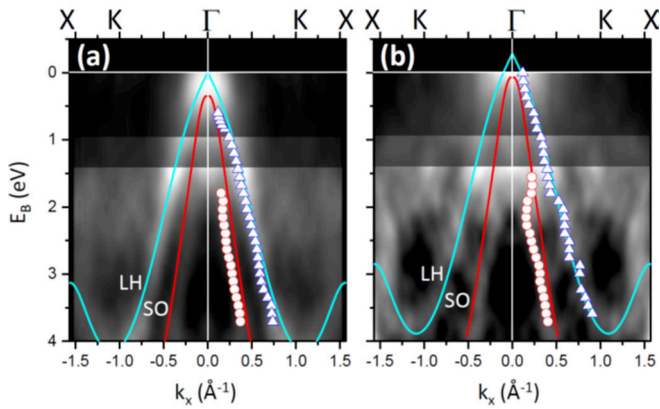 X K Γ K X X K Γ K X
(a) (b)
0
1
2
3
4
E_B (eV)
LH
SO
LH
SO
-1.5 -1.0 -0.5 0.0 0.5 1.0 1.5 -1.5 -1.0 -0.5 0.0 0.5 1.0 1.5
k_x (Å⁻¹) k_x (Å⁻¹)